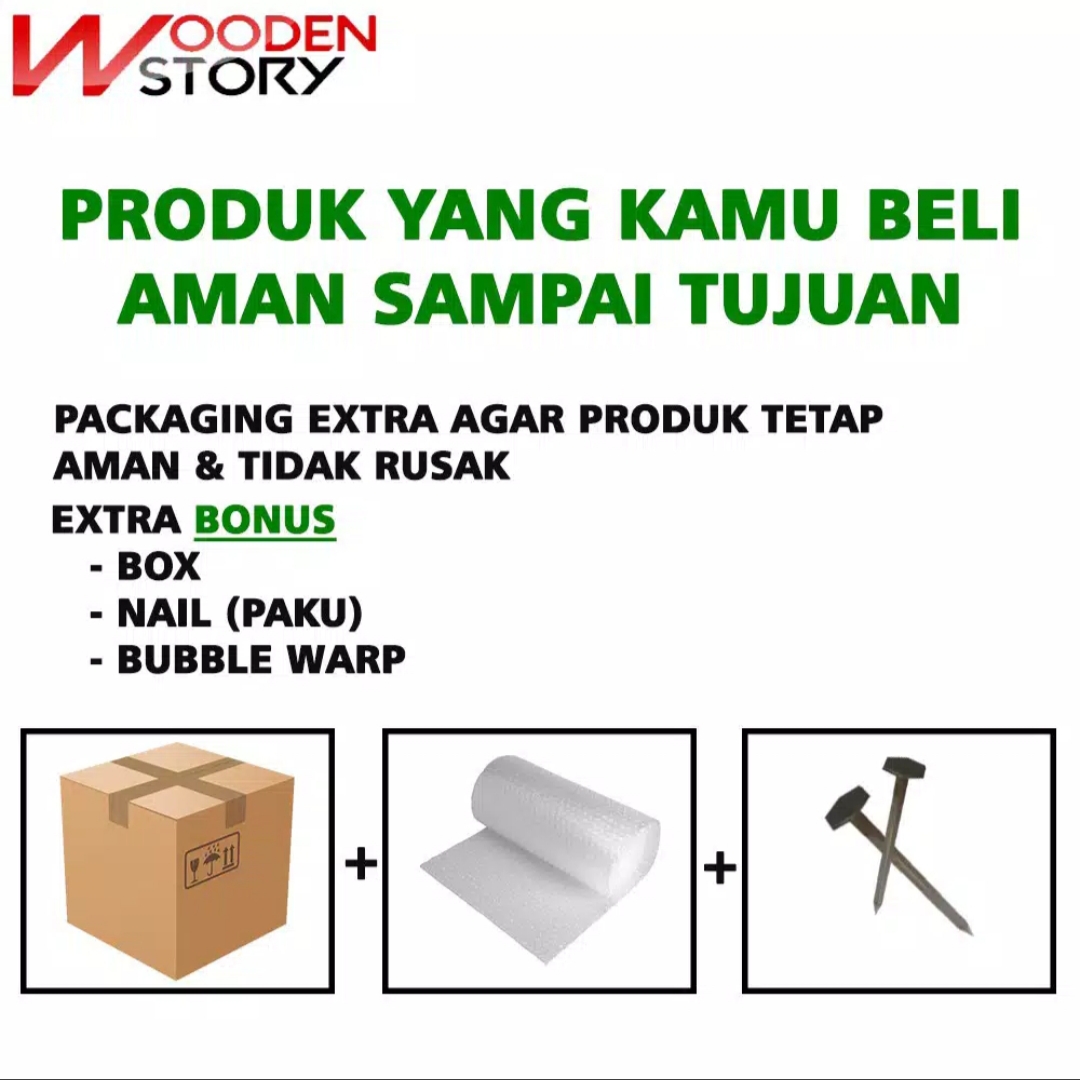 WOODEN
STORY
PRODUK YANG KAMU BELI
AMAN SAMPAI TUJUAN
PACKAGING EXTRA AGAR PRODUK TETAP
AMAN & TIDAK RUSAK
EXTRA BONUS
- BOX
- NAIL (PAKU)
- BUBBLE WARP
+
+